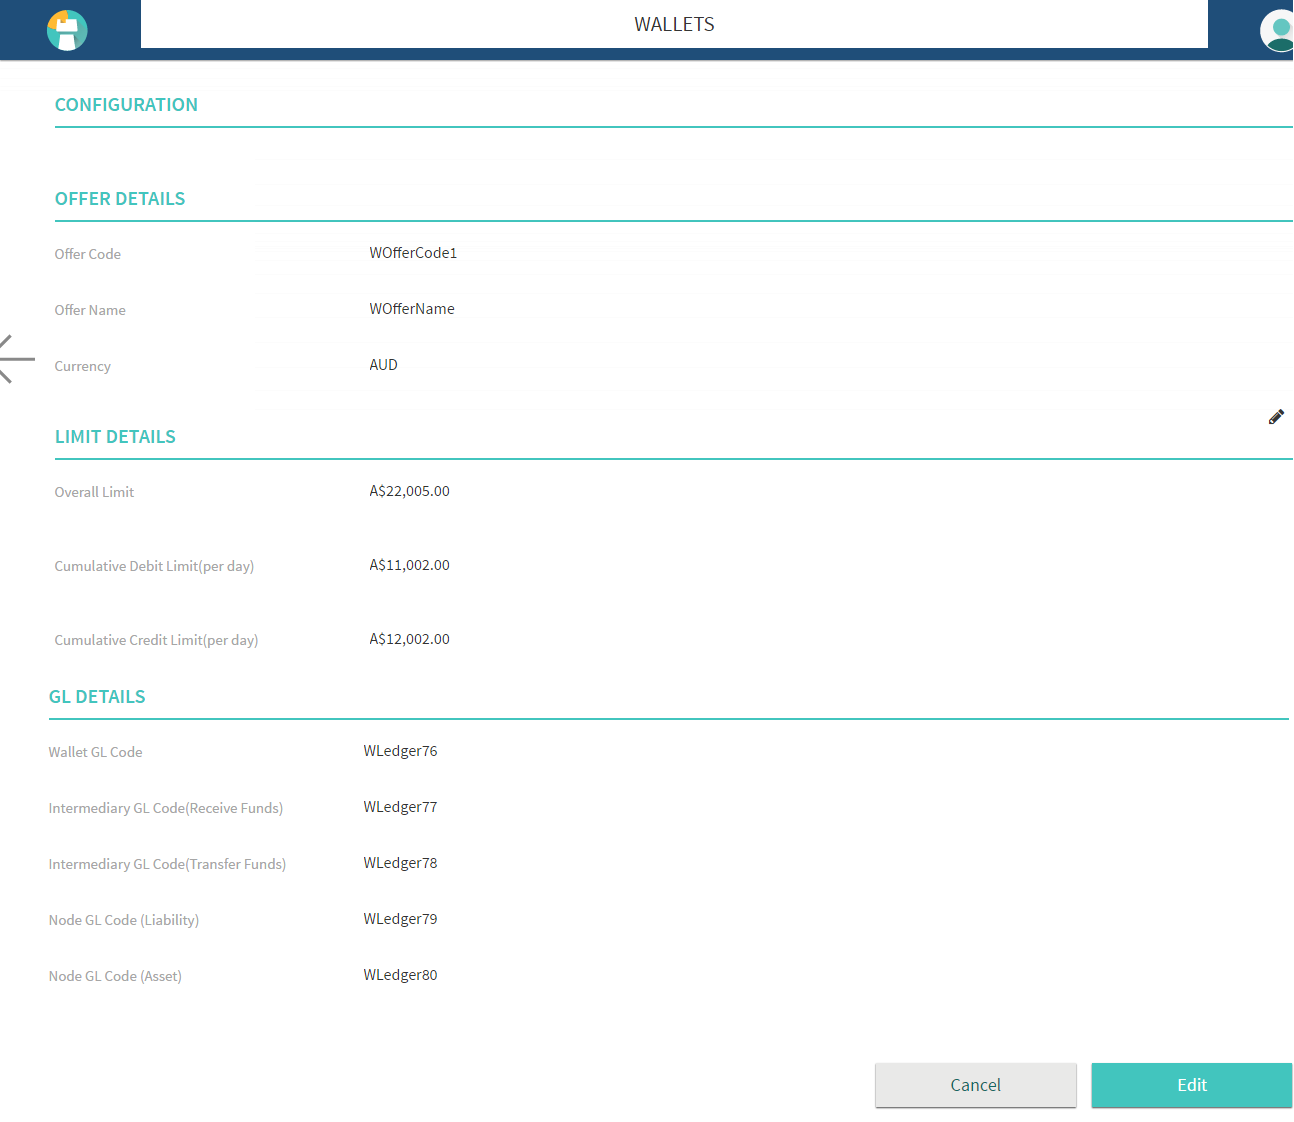 WALLETS
CONFIGURATION
OFFER DETAILS
Offer Code WOfferCode1
Offer Name WOfferName
Currency AUD
LIMIT DETAILS
Overall Limit A$22,005.00
Cumulative Debit Limit(per day) A$11,002.00
Cumulative Credit Limit(per day) A$12,002.00
GL DETAILS
Wallet GL Code WLedger76
Intermediary GL Code(Receive Funds) WLedger77
Intermediary GL Code(Transfer Funds) WLedger78
Node GL Code (Liability) WLedger79
Node GL Code (Asset) WLedger80
Cancel Edit